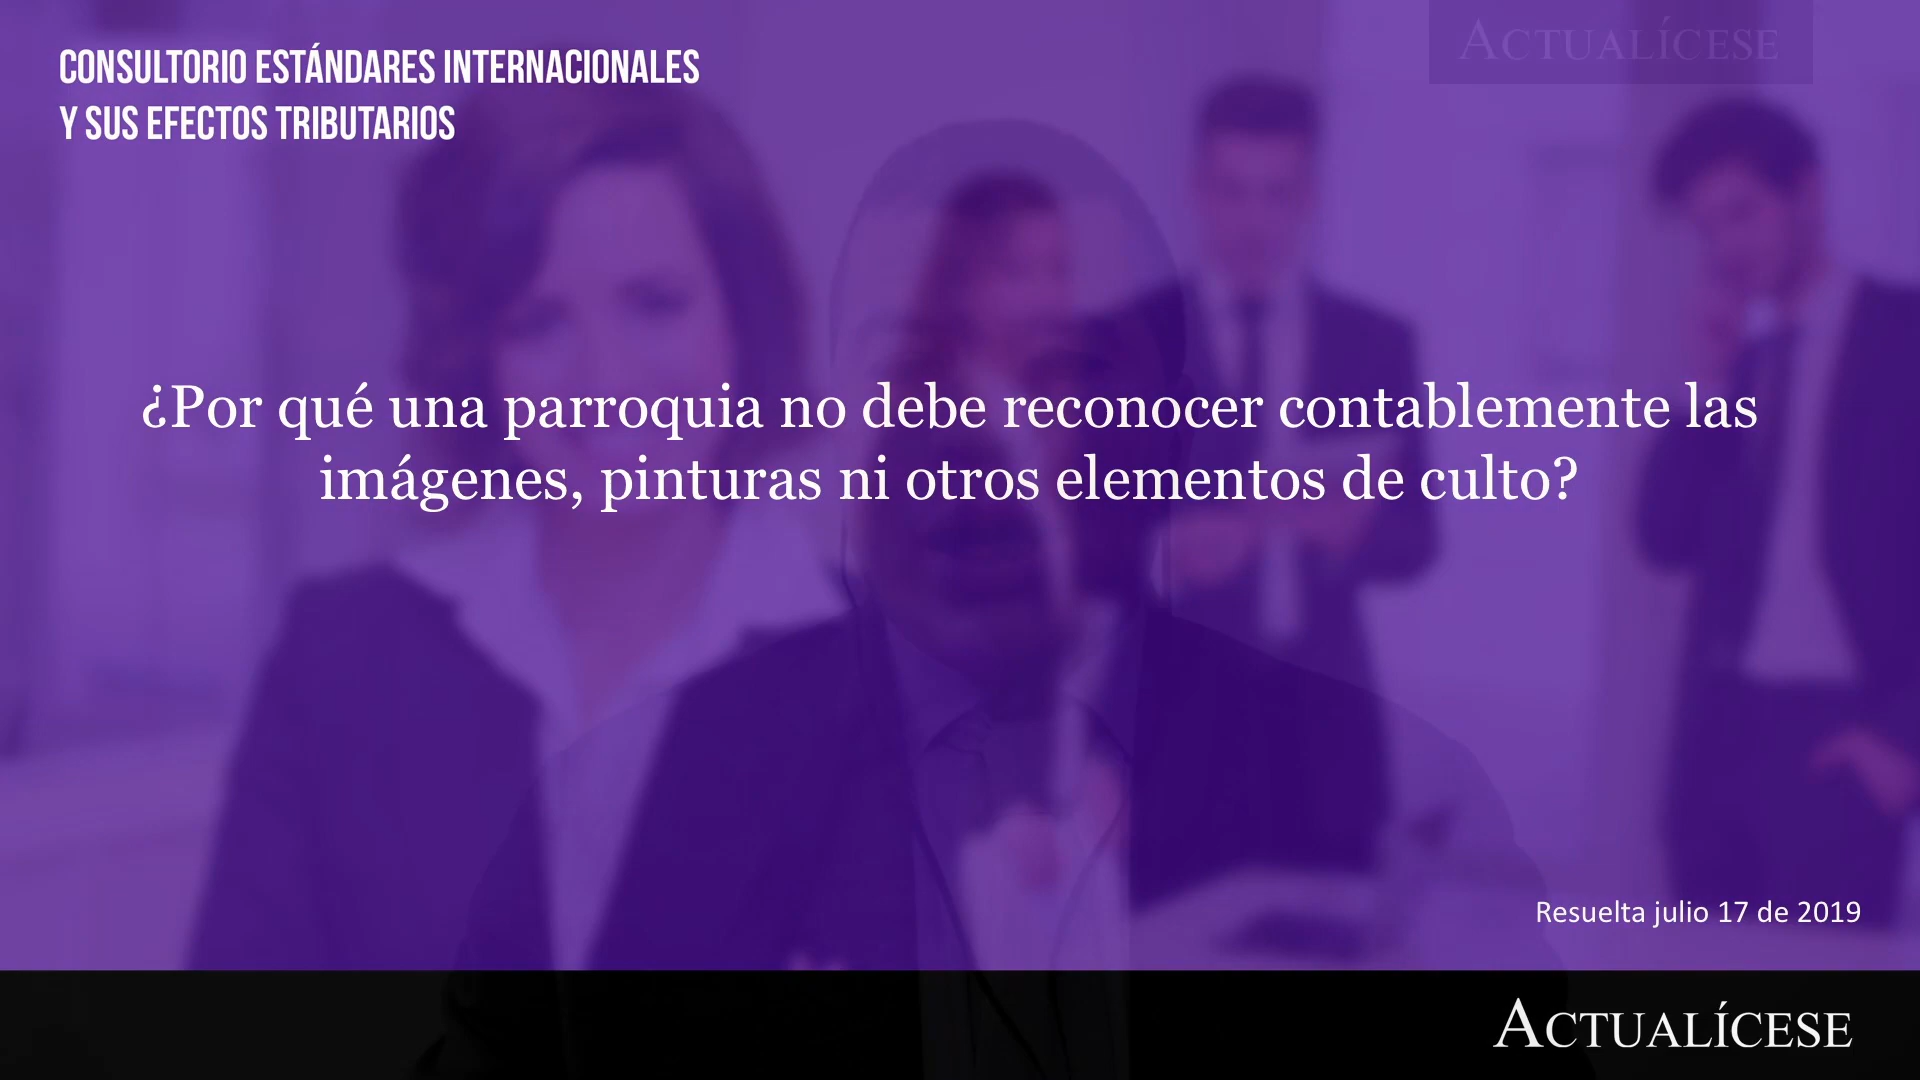 CONSULTORIO ESTÁNDARES INTERNACIONALES
Y SUS EFECTOS TRIBUTARIOS
ACTUALÍCESE
¿Por qué una parroquia no debe reconocer contablemente las
imágenes, pinturas ni otros elementos de culto?
Resuelta julio 17 de 2019
ACTUALÍCESE